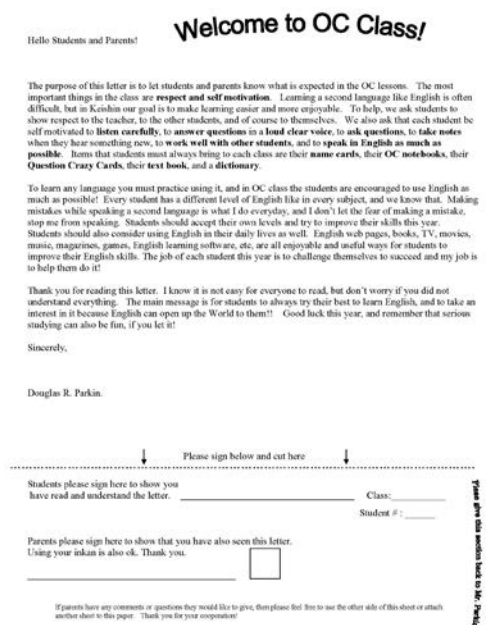 Welcome to OC Class!
Hello Students and Parents!
The purpose of this letter is to let students and parents know what is expected in the OC lessons. The most
important things in the class are respect and self motivation. Learning a second language like English is often
difficult, but in Keishin our goal is to make learning easier and more enjoyable. To help, we ask students to
show respect to the teacher, to the other students, and of course to themselves. We also ask that each student be
self motivated to listen carefully, to answer questions in a loud clear voice, to ask questions, to take notes
when they hear something new, to work well with other students, and to speak in English as much as
possible. Items that students must always bring to each class are their name cards, their OC notebooks, their
Question Crazy Cards, their text book, and a dictionary.
To learn any language you must practice using it, and in OC class the students are encouraged to use English as
much as possible! Every student has a different level of English like in every subject, and we know that. Making
mistakes while speaking a second language is what I do everyday, and I don't let the fear of making a mistake,
stop me from speaking. Students should accept their own levels and try to improve their skills this year.
Students should also consider using English in their daily lives as well. English web pages, books, TV, movies,
music, magazines, games, English learning software, etc, are all enjoyable and useful ways for students to
improve their English skills. The job of each student this year is to challenge themselves to succeed and my job is
to help them do it!
Thank you for reading this letter. I know it is not easy for everyone to read, but don't worry if you did not
understand everything. The main message is for students to always try their best to learn English, and to take an
interest in it because English can open up the World to them!! Good luck this year, and remember that serious
studying can also be fun, if you let it!
Sincerely,
Douglas R. Parkin.
Please sign below and cut here
Students please sign here to show you
have read and understand the letter.
Class:
Student # :
Parents please sign here to show that you have also seen this letter.
Using your inkan is also ok. Thank you.
If parents have any comments or questions they would like to give, then please feel free to use the other side of this sheet or attach
another sheet to this paper. Thank you for your cooperation!
Please give this section back to Mr. Parkin